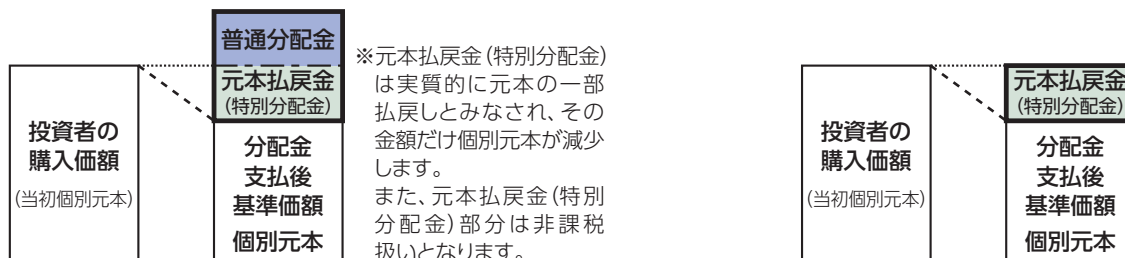 普通分配金
元本払戻金
(特別分配金)
投資者の
購入価額
(当初個別元本)
分配金
支払後
基準価額
個別元本
※元本払戻金(特別分配金)
は実質的に元本の一部
払戻しとみなされ、その
金額だけ個別元本が減少
します。
また、元本払戻金(特別
分配金)部分は非課税
扱いとなります。
元本払戻金
(特別分配金)
投資者の
購入価額
(当初個別元本)
分配金
支払後
基準価額
個別元本